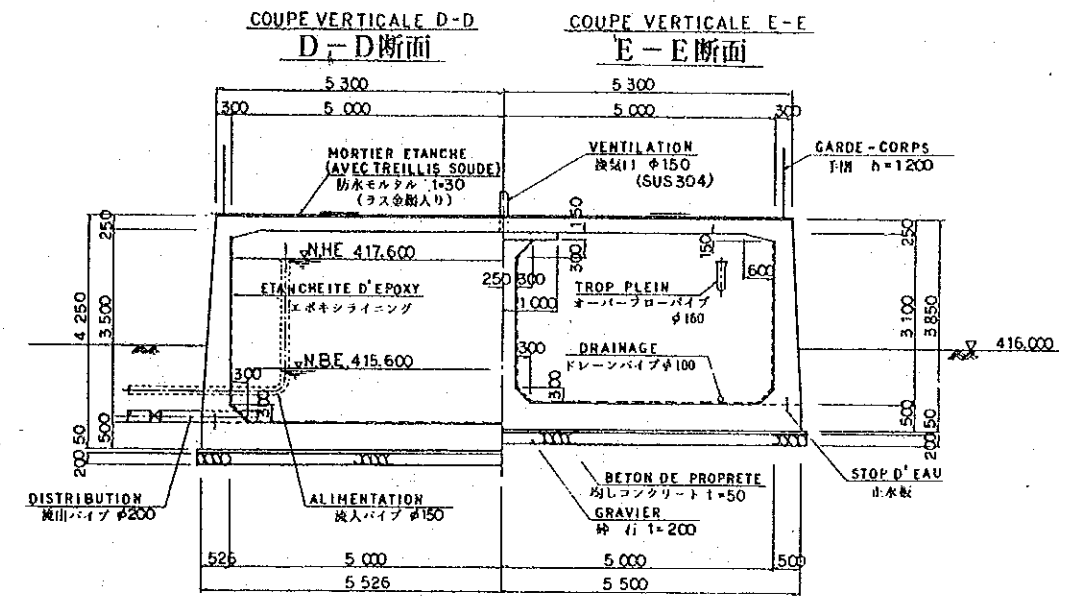 COUPE VERTICALE D-D
D－D断面
COUPE VERTICALE E-E
E－E断面
5 300
5 300
300
5 000
5 000
300
MORTIER ETANCHE
(AVEC TREILLIS SOUDE)
防水モルタル t=30
(ラス金網入り)
VENTILATION
換気口 φ150
(SUS304)
GARDE-CORPS
手摺 h=1200
250
150
150
250
N.H.E. 417.600
300
600
250
300
1 000
ETANCHEITE D'EPOXY
エポキシライニング
TROP PLEIN
オーバーフローパイプ
φ150
4 250
3 500
3 100
3 850
416.000
N.B.E. 415.600
300
300
300
300
DRAINAGE
ドレーンパイプφ100
500
500
200 50
200 50
BETON DE PROPRETE
均しコンクリート t=50
STOP D'EAU
止水板
DISTRIBUTION
流出パイプ φ200
ALIMENTATION
流入パイプ φ150
GRAVIER
砕石 t=200
526
5 000
5 000
500
5 526
5 500